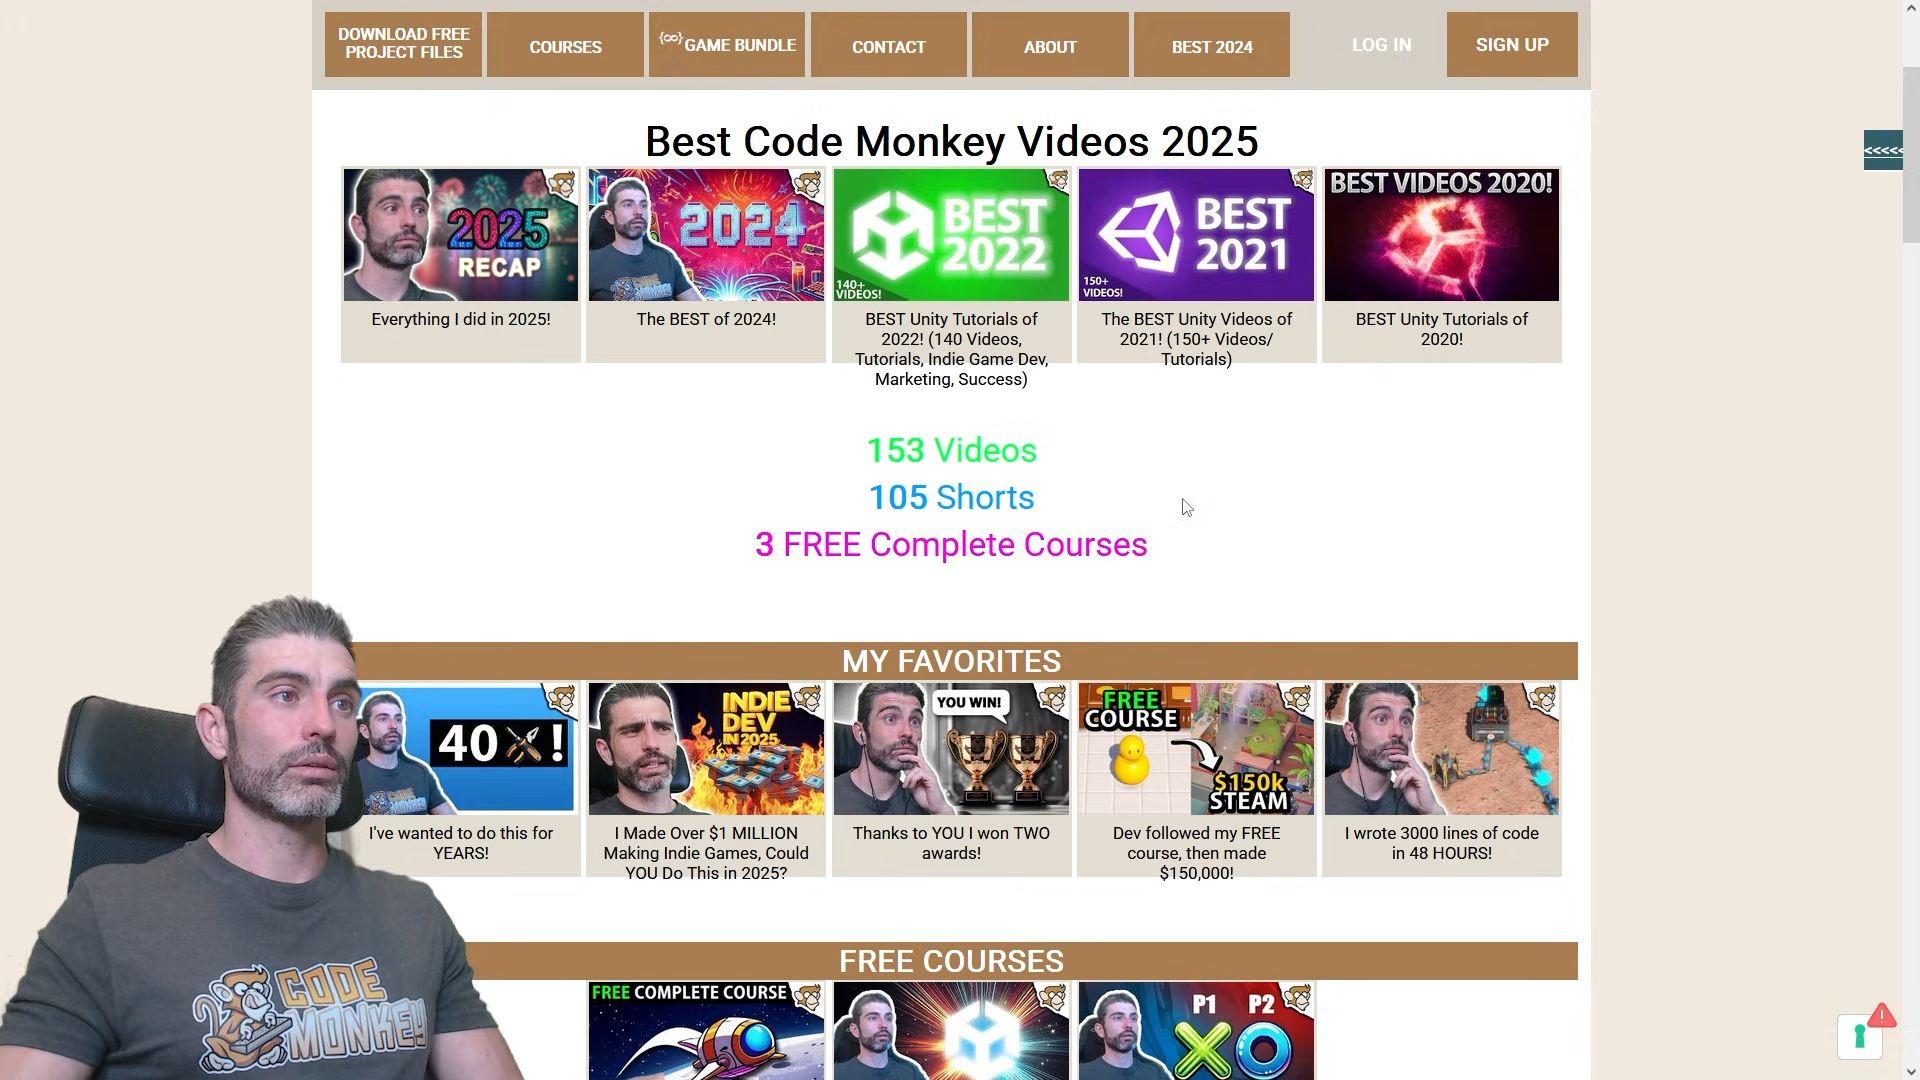 DOWNLOAD FREE
PROJECT FILES
COURSES
{∞} GAME BUNDLE
CONTACT
ABOUT
BEST 2024
LOG IN
SIGN UP
<<<<<
Best Code Monkey Videos 2025
2025
RECAP
Everything I did in 2025!
2024
CODE
MONKEY
The BEST of 2024!
BEST
2022
140+
VIDEOS!
BEST Unity Tutorials of
2022! (140 Videos,
Tutorials, Indie Game Dev,
Marketing, Success)
BEST
2021
150+
VIDEOS!
The BEST Unity Videos of
2021! (150+ Videos/
Tutorials)
BEST VIDEOS 2020!
BEST Unity Tutorials of
2020!
153 Videos
105 Shorts
3 FREE Complete Courses
MY FAVORITES
40 !
I've wanted to do this for
YEARS!
INDIE
DEV
IN 2025
I Made Over $1 MILLION
Making Indie Games, Could
YOU Do This in 2025?
YOU WIN!
Thanks to YOU I won TWO
awards!
FREE
COURSE
$150k
STEAM
Dev followed my FREE
course, then made
$150,000!
I wrote 3000 lines of code
in 48 HOURS!
FREE COURSES
FREE COMPLETE COURSE
P1 P2
CODE
MONKEY